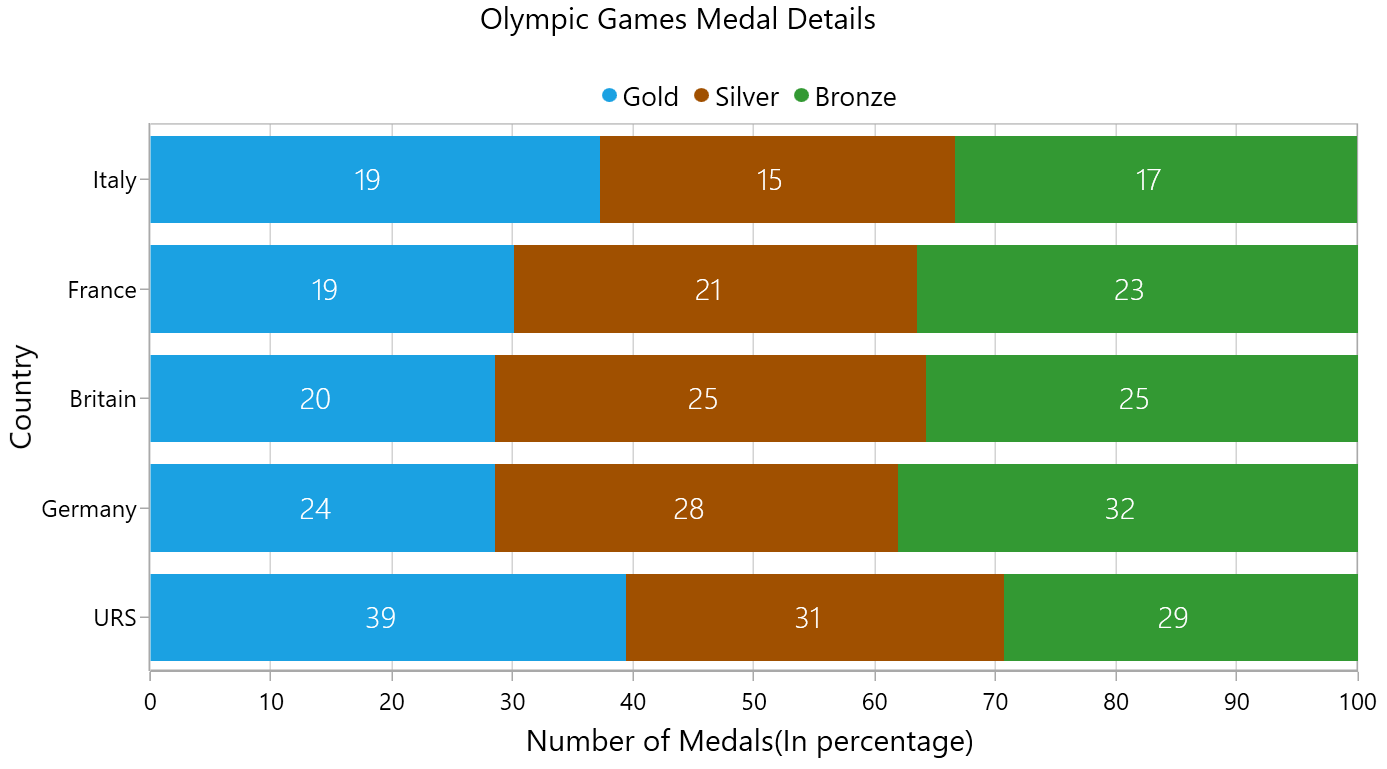 Olympic Games Medal Details
Gold Silver Bronze
Italy 19 15 17
France 19 21 23
Britain 20 25 25
Germany 24 28 32
URS 39 31 29
Country
0 10 20 30 40 50 60 70 80 90 100
Number of Medals(In percentage)